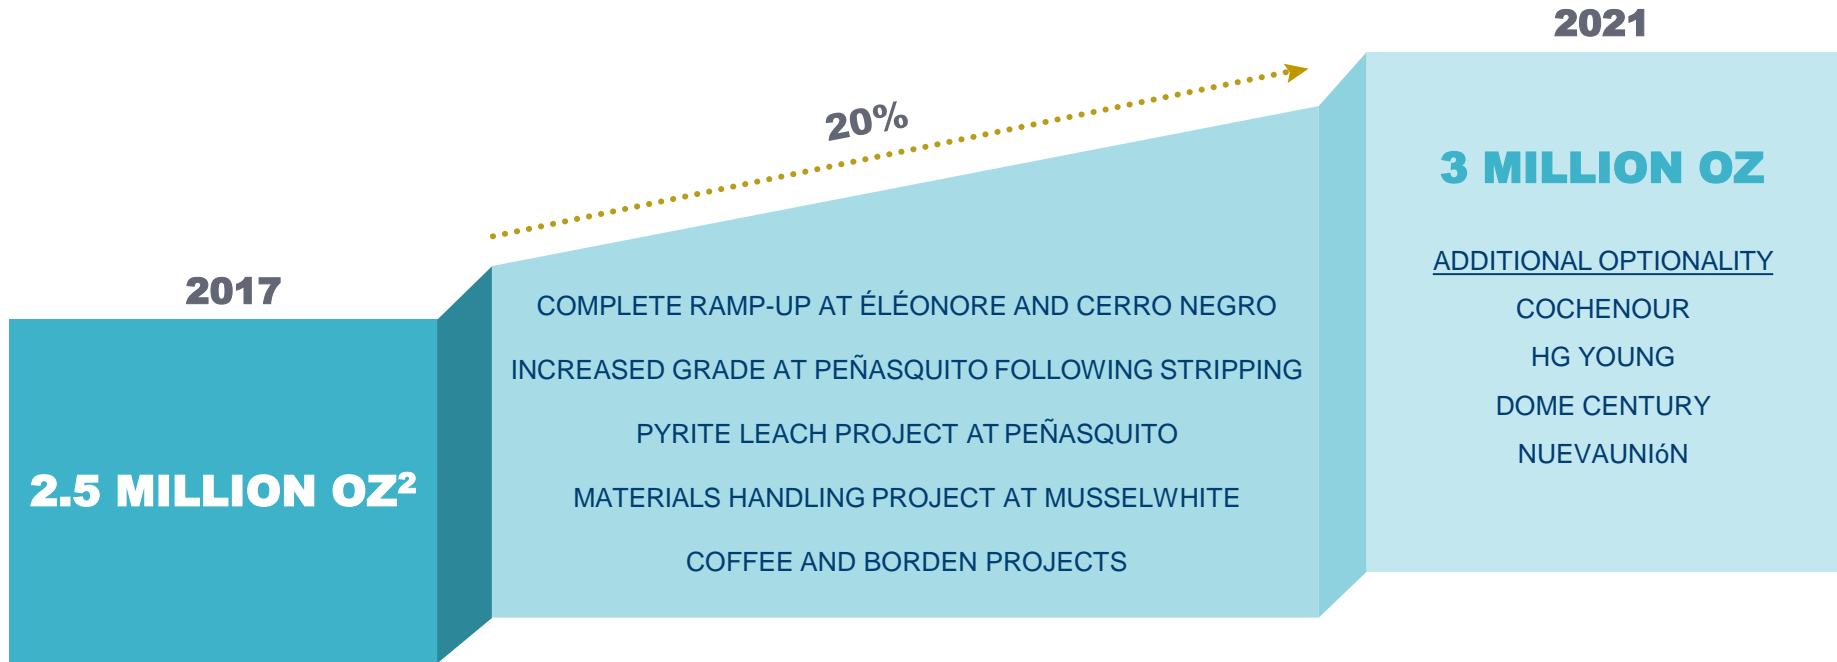 2017
2.5 MILLION OZ²
20%
COMPLETE RAMP-UP AT ÉLÉONORE AND CERRO NEGRO
INCREASED GRADE AT PEÑASQUITO FOLLOWING STRIPPING
PYRITE LEACH PROJECT AT PEÑASQUITO
MATERIALS HANDLING PROJECT AT MUSSELWHITE
COFFEE AND BORDEN PROJECTS
2021
3 MILLION OZ
ADDITIONAL OPTIONALITY
COCHENOUR
HG YOUNG
DOME CENTURY
NUEVAUNIóN